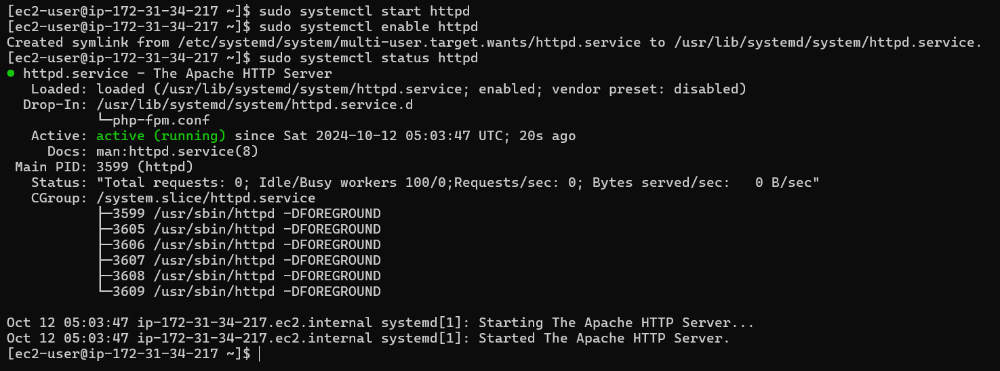 [ec2-user@ip-172-31-34-217 ~]$ sudo systemctl start httpd
[ec2-user@ip-172-31-34-217 ~]$ sudo systemctl enable httpd
Created symlink from /etc/systemd/system/multi-user.target.wants/httpd.service to /usr/lib/systemd/system/httpd.service.
[ec2-user@ip-172-31-34-217 ~]$ sudo systemctl status httpd
● httpd.service - The Apache HTTP Server
   Loaded: loaded (/usr/lib/systemd/system/httpd.service; enabled; vendor preset: disabled)
  Drop-In: /usr/lib/systemd/system/httpd.service.d
           └─php-fpm.conf
   Active: active (running) since Sat 2024-10-12 05:03:47 UTC; 20s ago
     Docs: man:httpd.service(8)
 Main PID: 3599 (httpd)
   Status: "Total requests: 0; Idle/Busy workers 100/0;Requests/sec: 0; Bytes served/sec:   0 B/sec"
   CGroup: /system.slice/httpd.service
           ├─3599 /usr/sbin/httpd -DFOREGROUND
           ├─3605 /usr/sbin/httpd -DFOREGROUND
           ├─3606 /usr/sbin/httpd -DFOREGROUND
           ├─3607 /usr/sbin/httpd -DFOREGROUND
           ├─3608 /usr/sbin/httpd -DFOREGROUND
           └─3609 /usr/sbin/httpd -DFOREGROUND

Oct 12 05:03:47 ip-172-31-34-217.ec2.internal systemd[1]: Starting The Apache HTTP Server...
Oct 12 05:03:47 ip-172-31-34-217.ec2.internal systemd[1]: Started The Apache HTTP Server.
[ec2-user@ip-172-31-34-217 ~]$